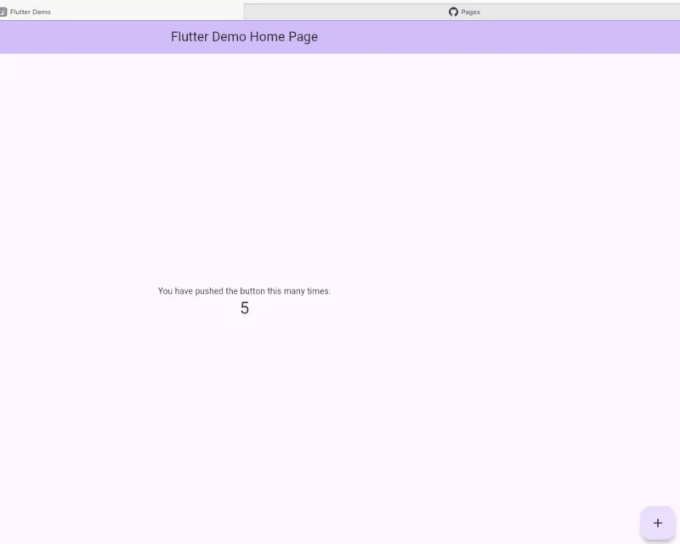 Flutter Demo
Pages
Flutter Demo Home Page
You have pushed the button this many times:
5
+